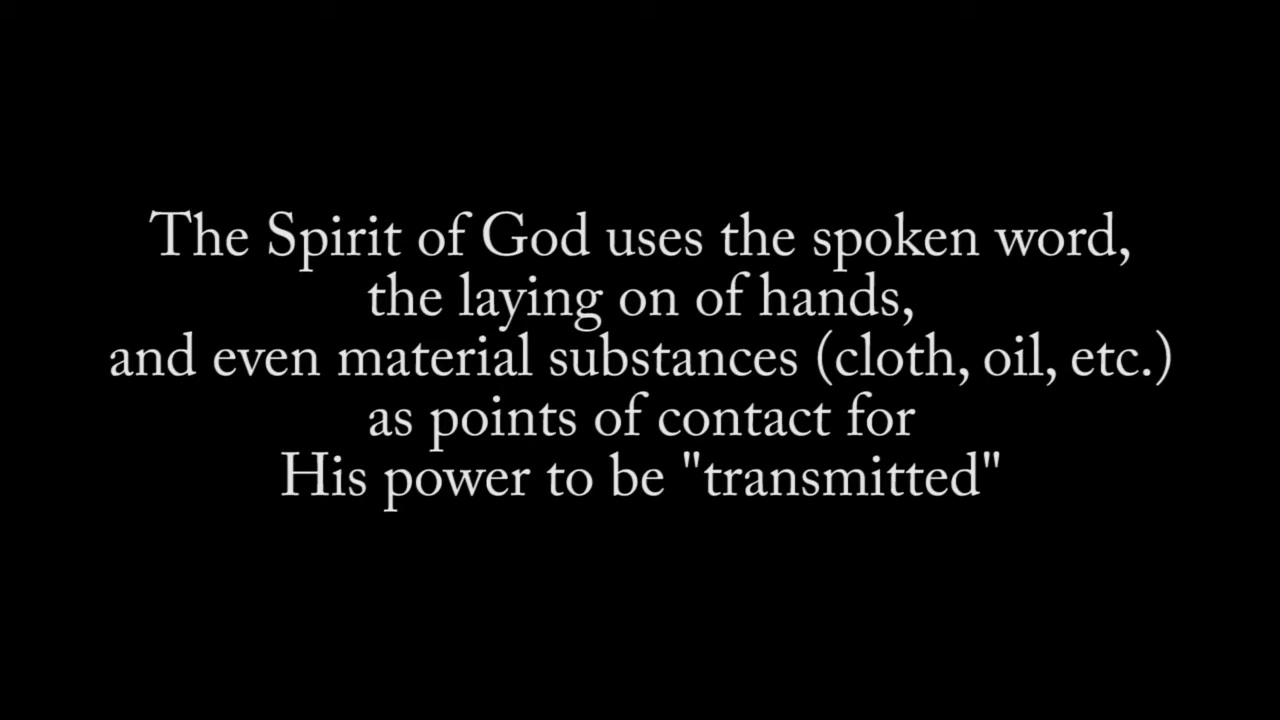 The Spirit of God uses the spoken word,
the laying on of hands,
and even material substances (cloth, oil, etc.)
as points of contact for
His power to be "transmitted"